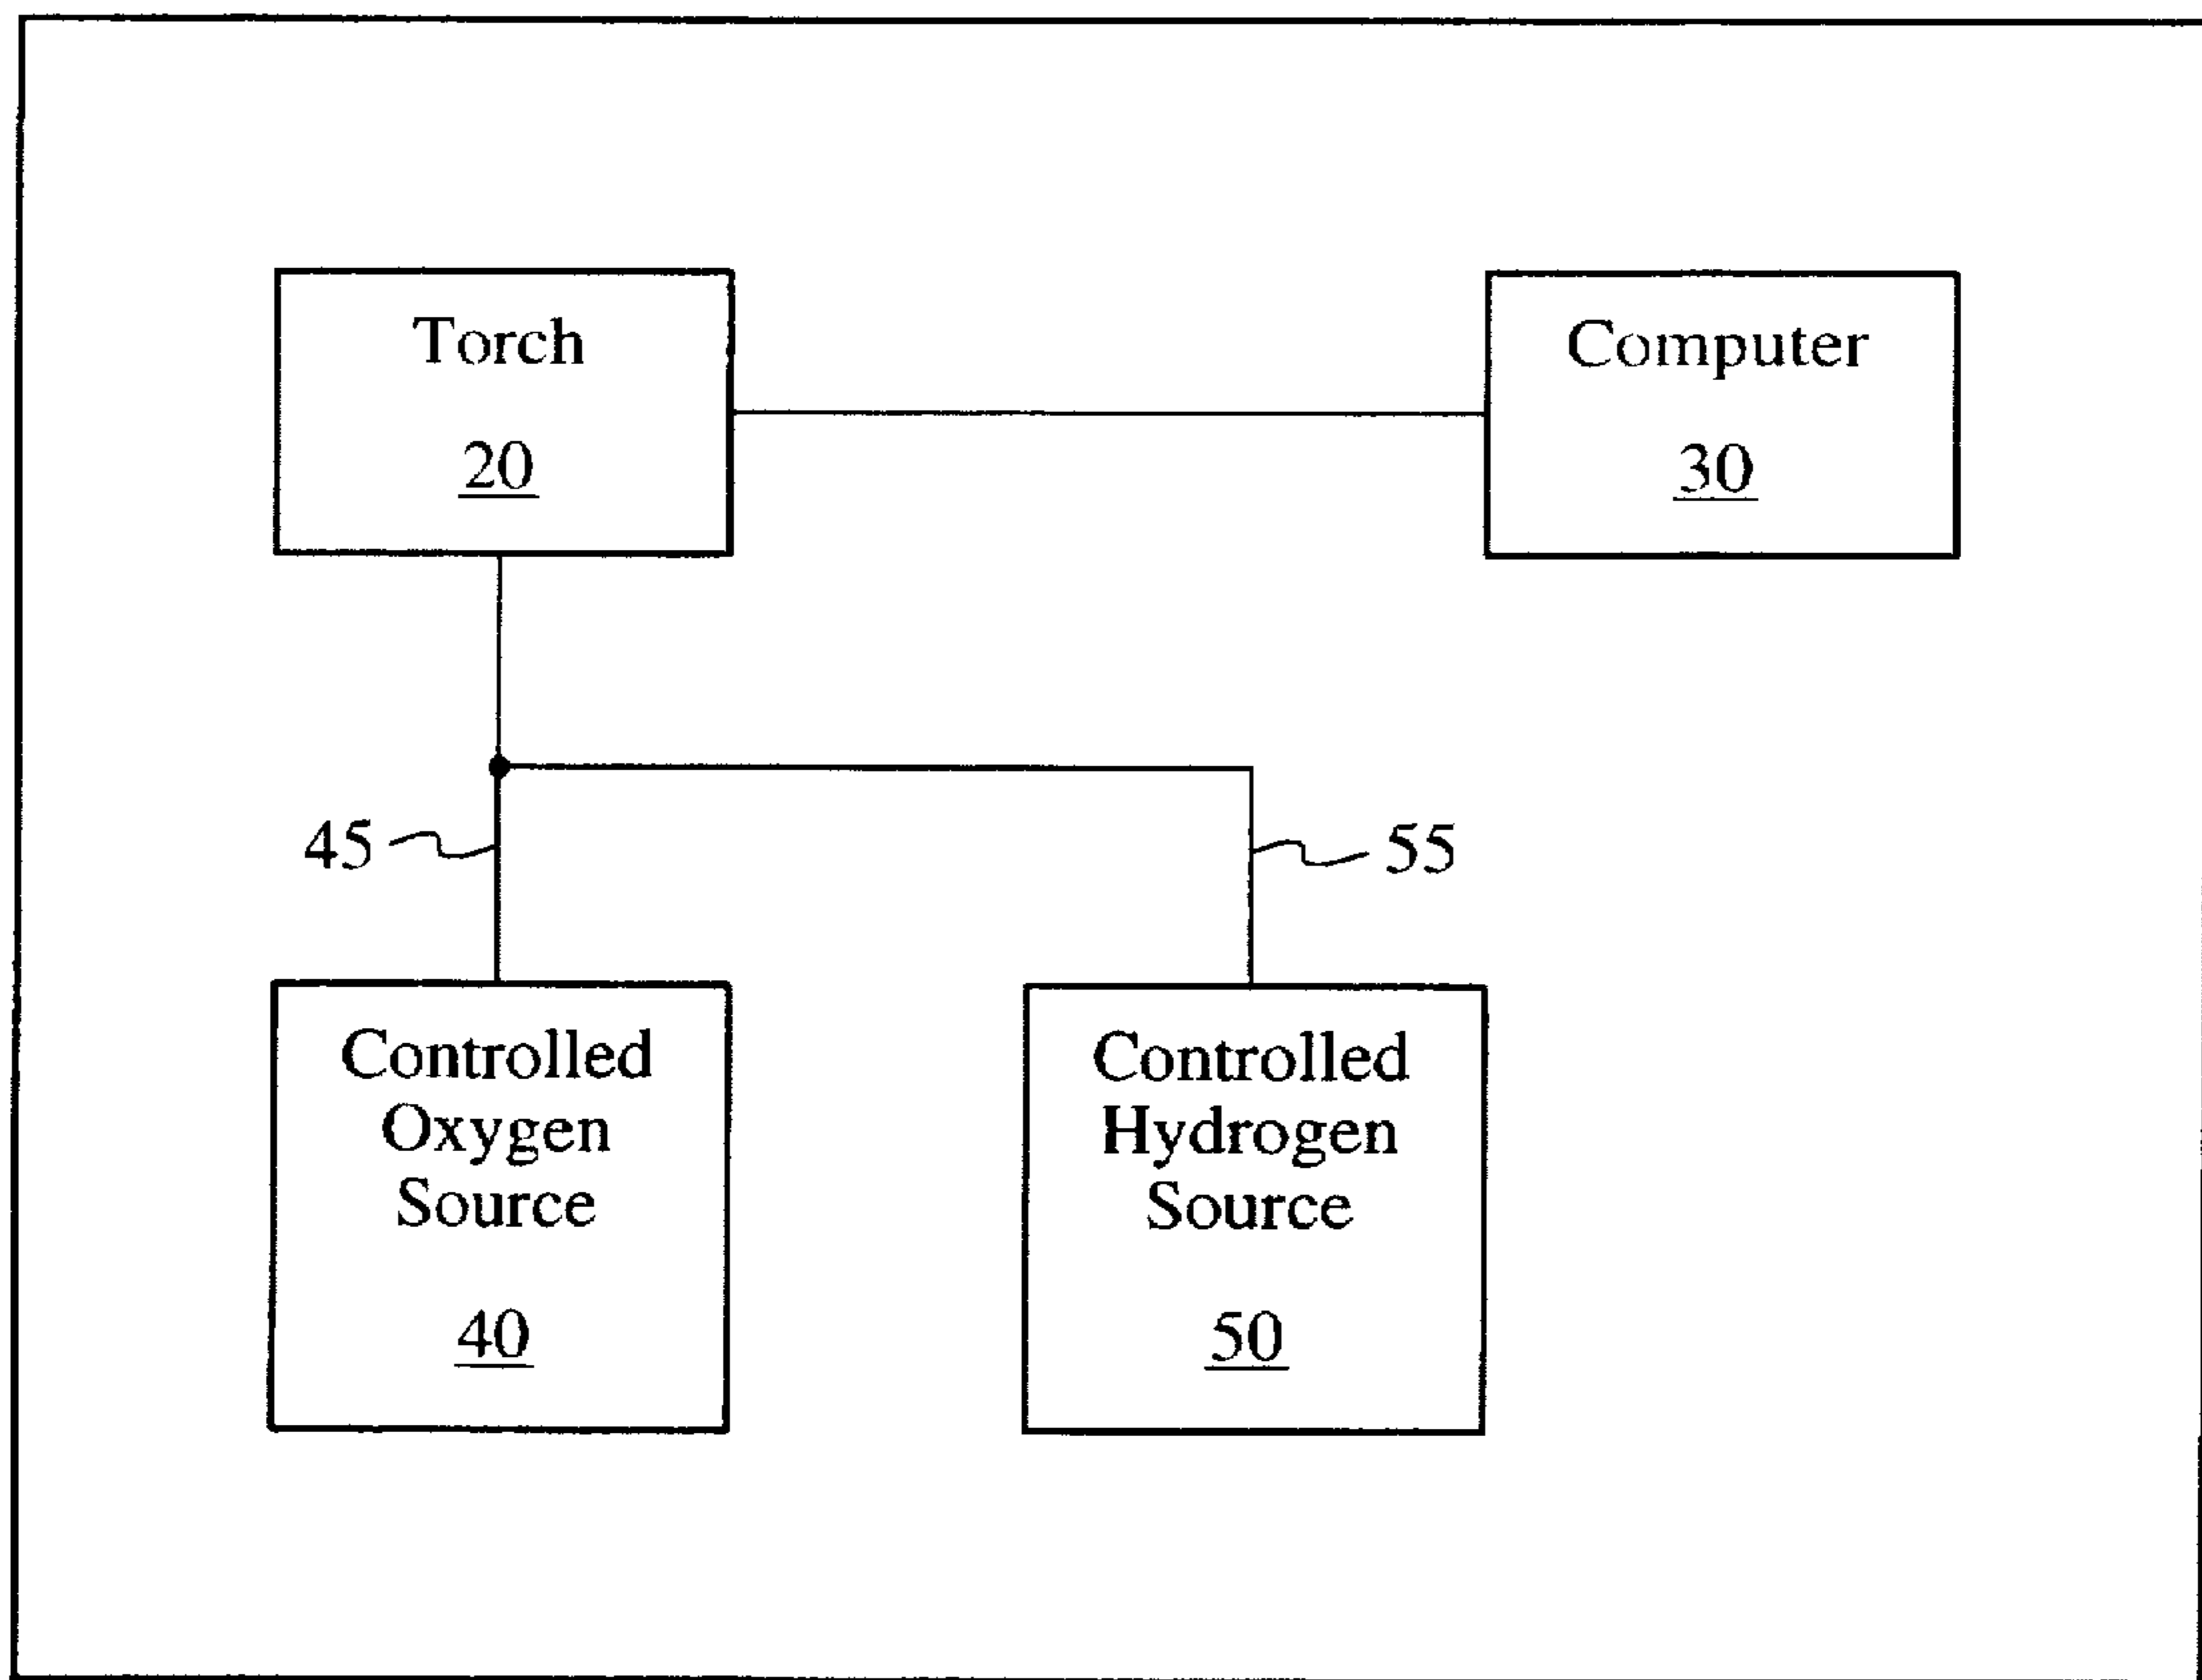 Torch
20
Computer
30
45
55
Controlled
Oxygen
Source
40
Controlled
Hydrogen
Source
50